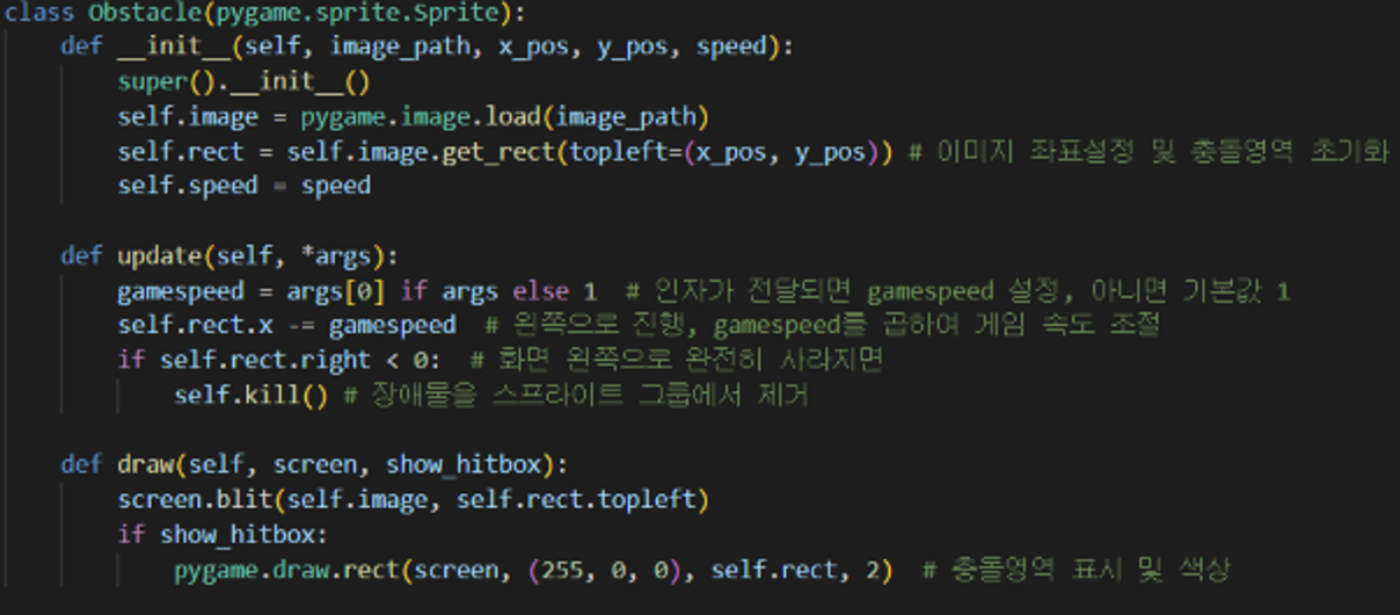 class Obstacle(pygame.sprite.Sprite):
    def __init__(self, image_path, x_pos, y_pos, speed):
        super().__init__()
        self.image = pygame.image.load(image_path)
        self.rect = self.image.get_rect(topleft=(x_pos, y_pos)) # 이미지 좌표설정 및 충돌영역 초기화
        self.speed = speed

    def update(self, *args):
        gamespeed = args[0] if args else 1  # 인자가 전달되면 gamespeed 설정, 아니면 기본값 1
        self.rect.x -= gamespeed  # 왼쪽으로 진행, gamespeed를 곱하여 게임 속도 조절
        if self.rect.right < 0:  # 화면 왼쪽으로 완전히 사라지면
            self.kill() # 장애물을 스프라이트 그룹에서 제거

    def draw(self, screen, show_hitbox):
        screen.blit(self.image, self.rect.topleft)
        if show_hitbox:
            pygame.draw.rect(screen, (255, 0, 0), self.rect, 2)  # 충돌영역 표시 및 색상